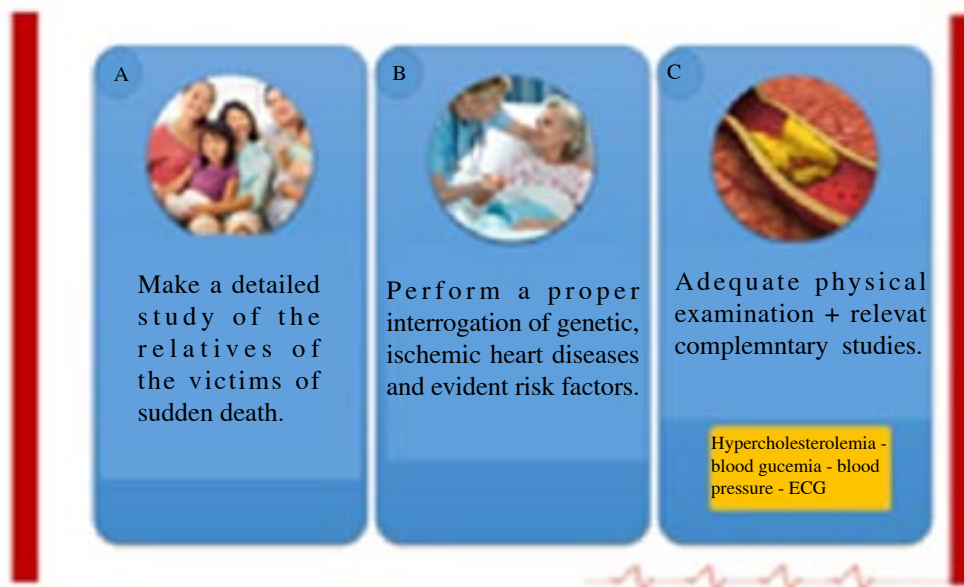 A
Make a detailed
study of the
relatives of
the victims of
sudden death.
B
Perform a proper
interrogation of genetic,
ischemic heart diseases
and evident risk factors.
C
Adequate physical
examination + relevat
complemntary studies.
Hypercholesterolemia -
blood gucemia - blood
pressure - ECG